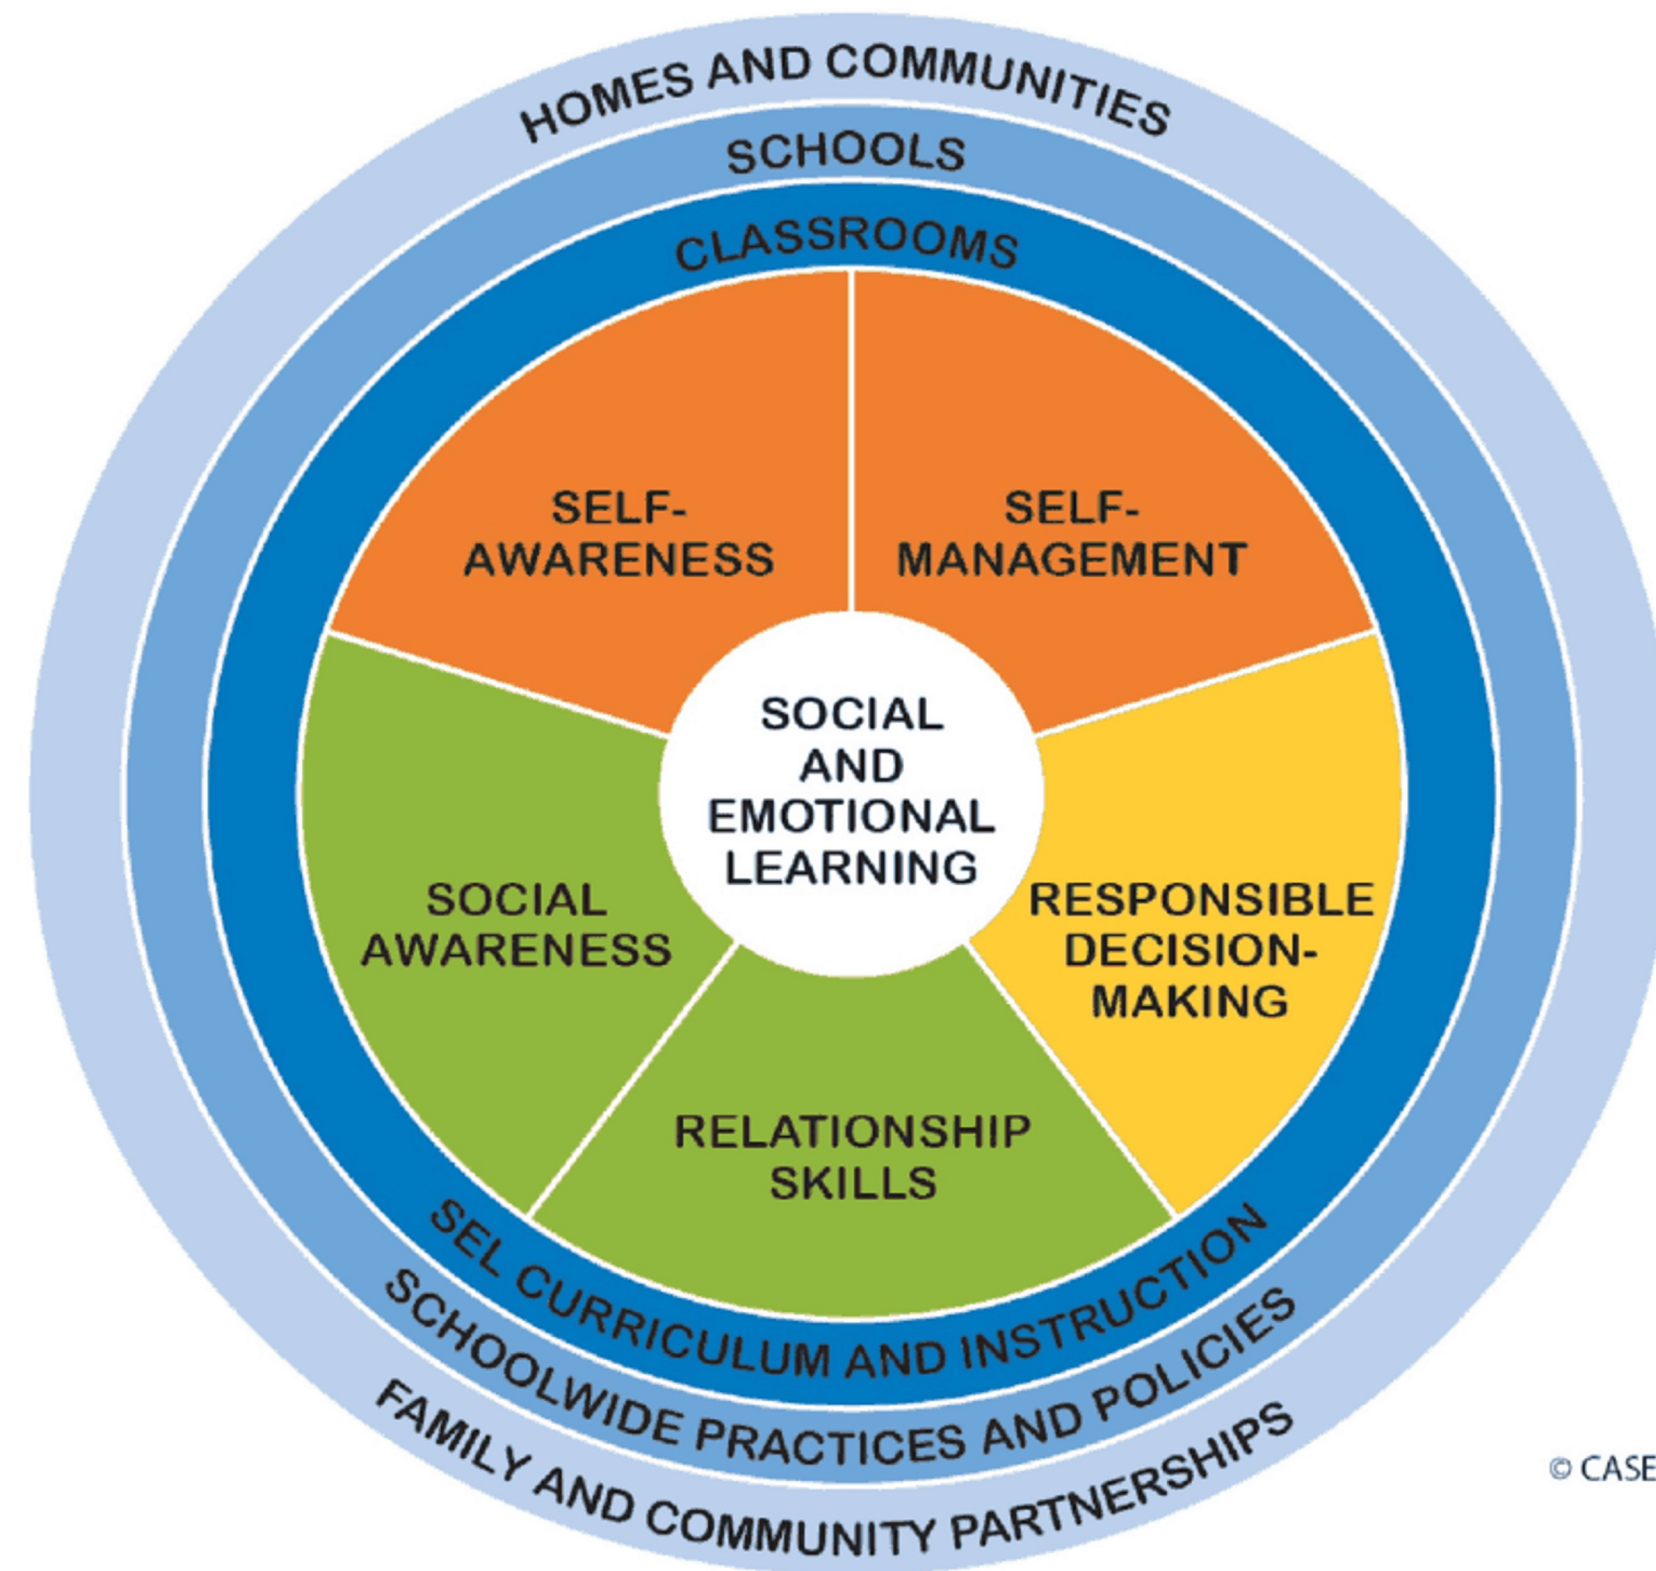 HOMES AND COMMUNITIES
SCHOOLS
CLASSROOMS
SELF-
AWARENESS
SELF-
MANAGEMENT
SOCIAL
AND
EMOTIONAL
LEARNING
SOCIAL
AWARENESS
RESPONSIBLE
DECISION-
MAKING
RELATIONSHIP
SKILLS
SEL CURRICULUM AND INSTRUCTION
SCHOOLWIDE PRACTICES AND POLICIES
FAMILY AND COMMUNITY PARTNERSHIPS
© CASE